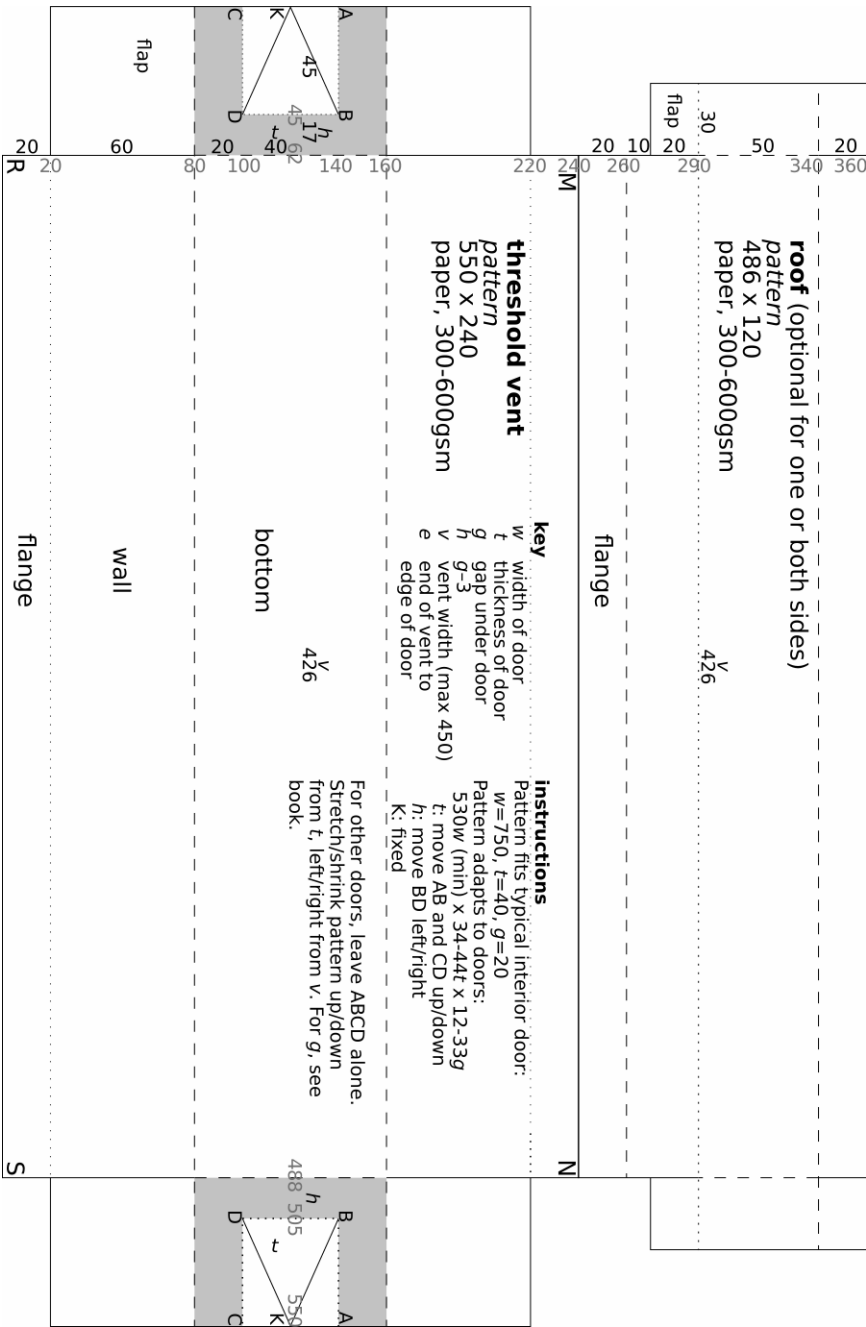 20
360
340
50
roof (optional for one or both sides)
pattern
486 x 120
paper, 300-600gsm
v
426
30
290
flap
20
10
260
20
flange
240
M
N
key
w width of door
t thickness of door
g gap under door
h g–3
v vent width (max 450)
e end of vent to
edge of door
instructions
Pattern fits typical interior door:
w=750, t=40, g=20
Pattern adapts to doors:
530w (min) x 34-44t x 12-33g
t: move AB and CD up/down
h: move BD left/right
K: fixed
For other doors, leave ABCD alone.
Stretch/shrink pattern up/down
from t, left/right from v. For g, see
book.
threshold vent
pattern
550 x 240
paper, 300-600gsm
220
160
A
B
h
140
B
A
45
17
v
426
h
K
45
62
488
505
550
K
t
40
t
C
D
100
D
C
20
bottom
80
flap
60
wall
20
20
flange
R
S